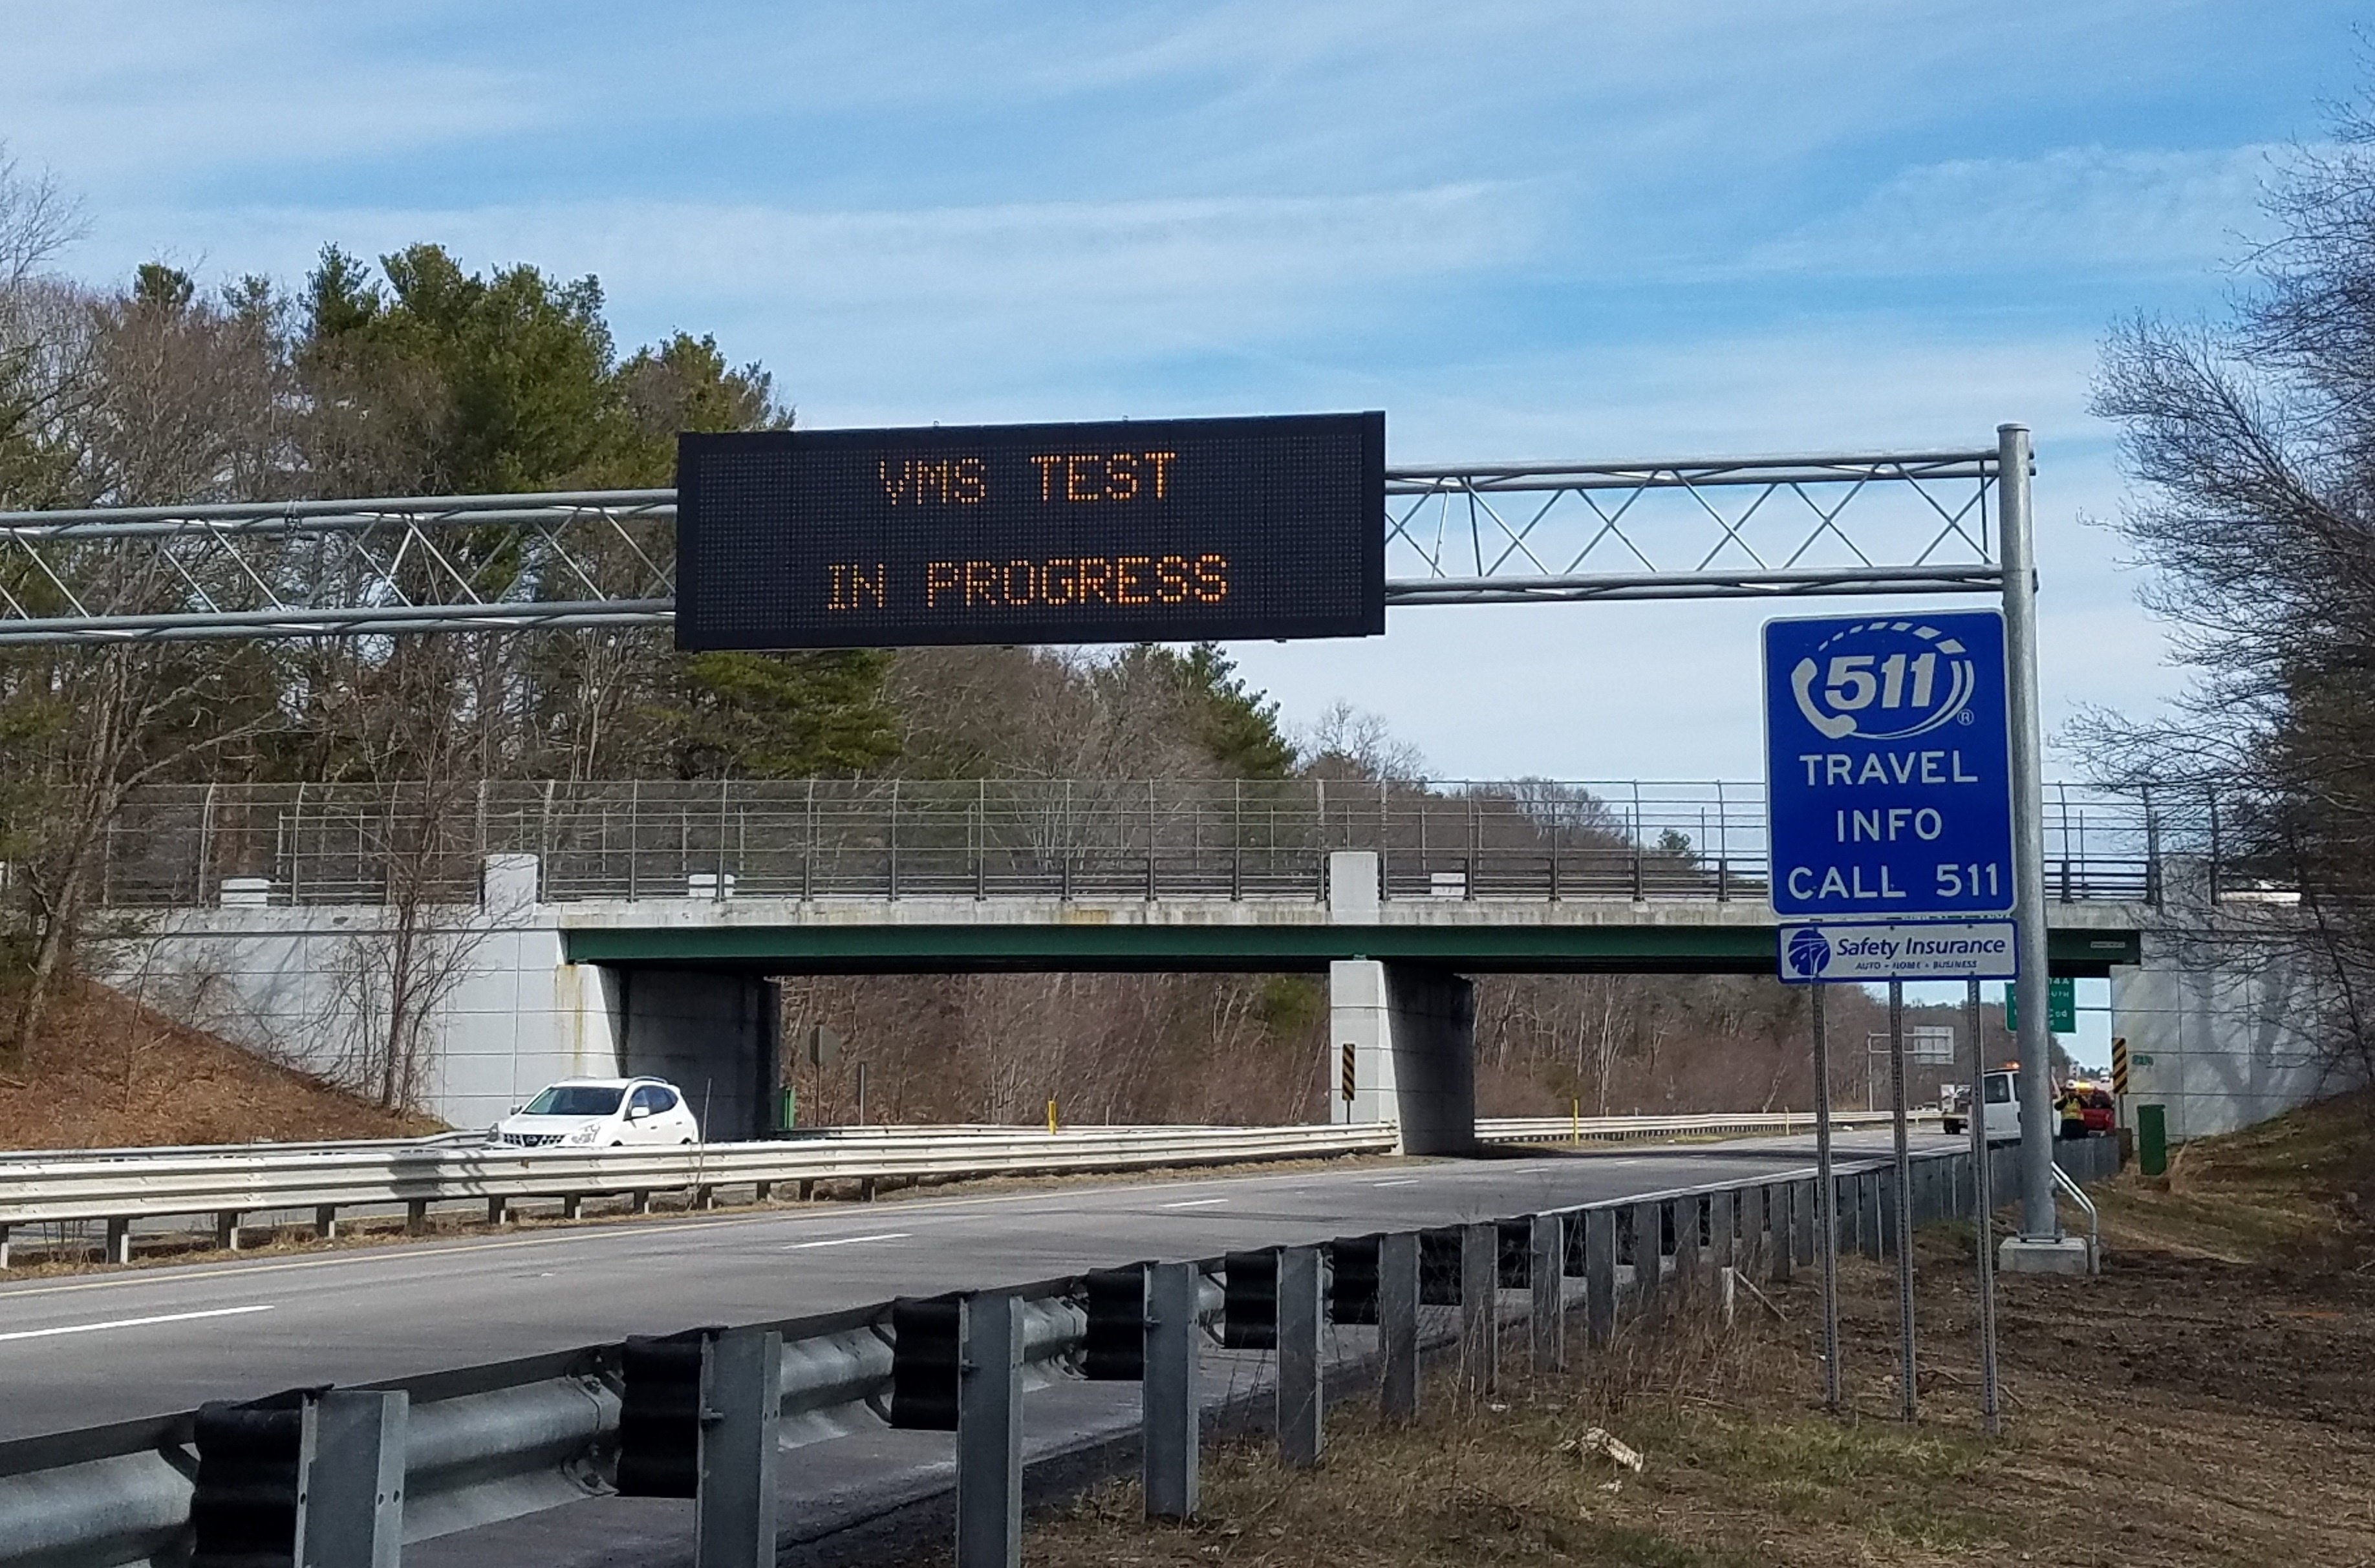 VMS TEST
IN PROGRESS
511
®
TRAVEL
INFO
CALL 511
Safety Insurance
AUTO • HOME • BUSINESS